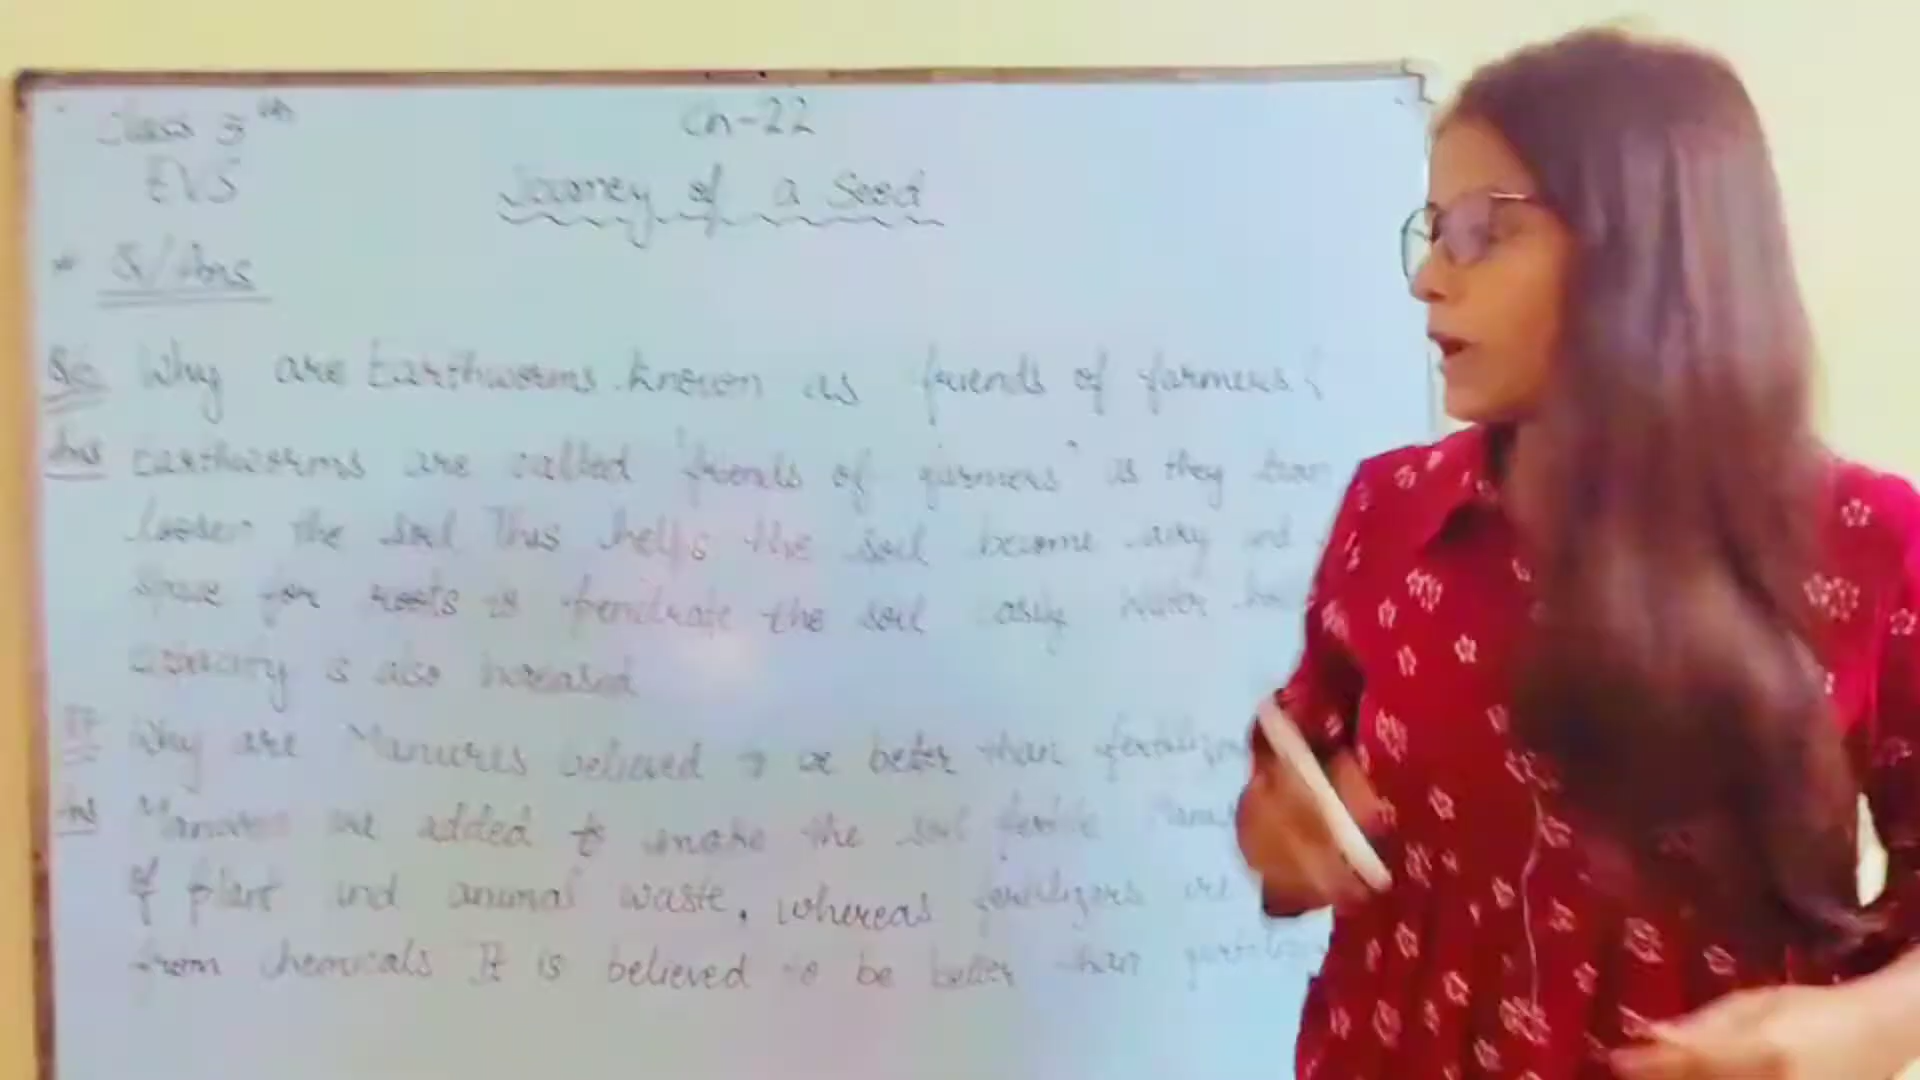 Class 5th
Ch-22
EVS
Journey of a Seed
Q/Ans
Why are Earthworms known as friends of farmers
Ans Earthworms are called "friends of farmers" as they
loosen the soil This helps the soil become airy and
space for roots to penetrate the soil easily Water
capacity is also increased
Why are Manures believed to be better than
Ans Manures are added to make the soil fertile
of plant and animal waste, whereas fertilizers are
from chemicals It is believed to be better than